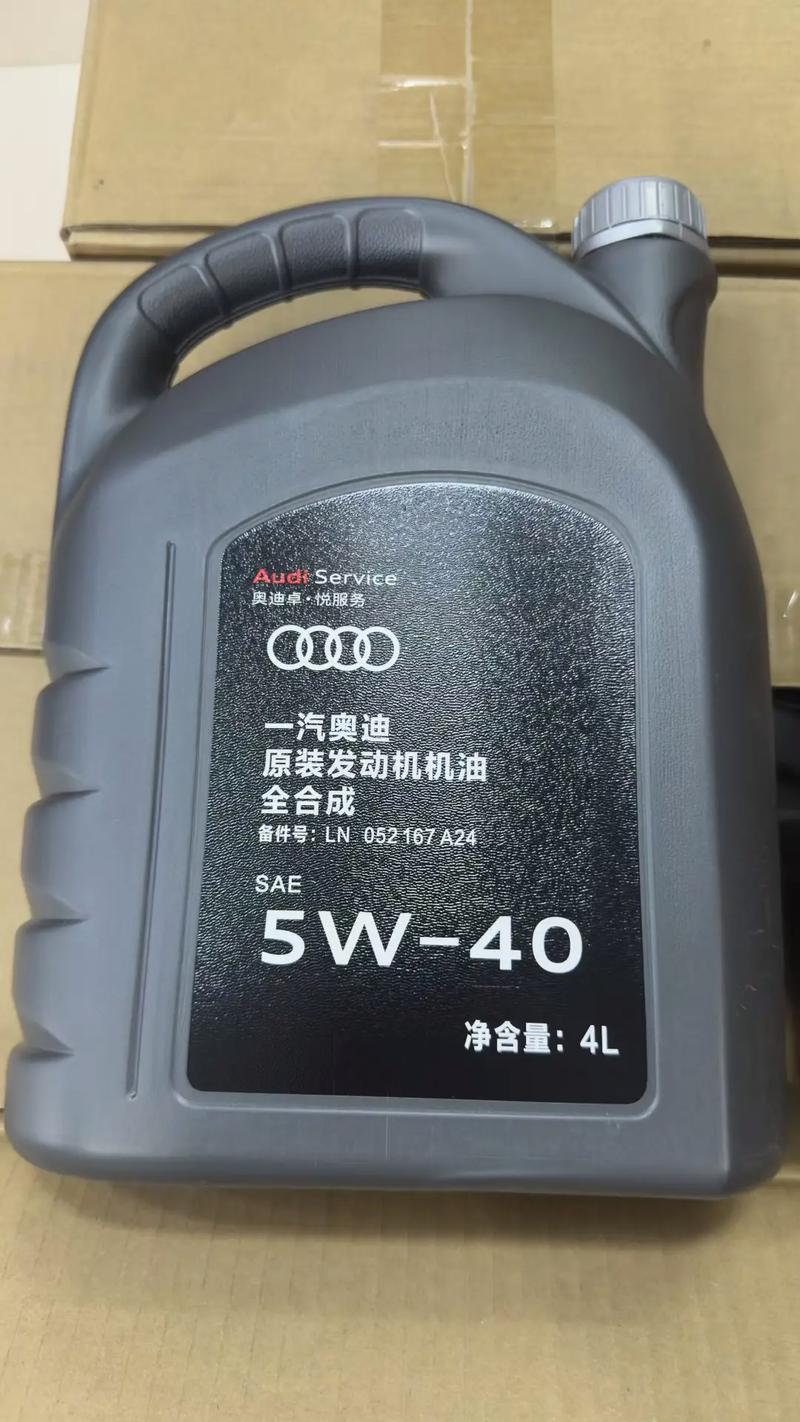 Audi Service
奥迪卓·悦服务
一汽奥迪
原装发动机机油
全合成
备件号：LN 052 167 A24
SAE
5W-40
净含量：4L